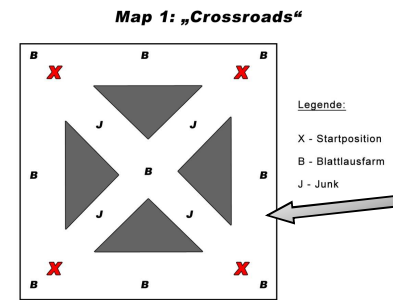 Map 1: „Crossroads“
B B B
X X
J J
B B B
J J
X X
B B B
Legende:
X - Startposition
B - Blattlausfarm
J - Junk